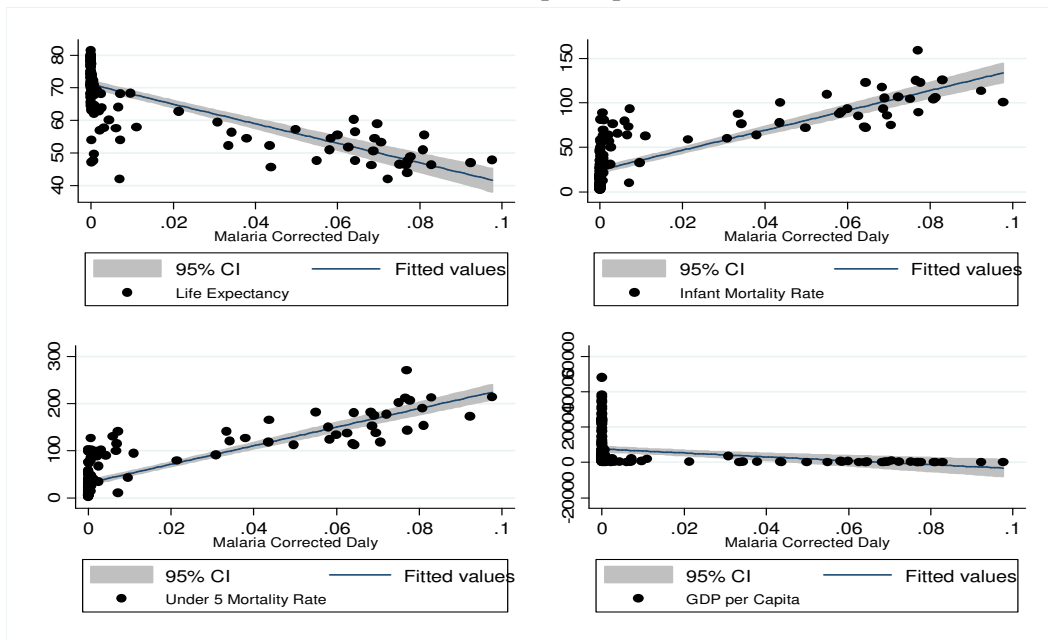 80
70
60
50
40
0 .02 .04 .06 .08 .1
Malaria Corrected Daly
95% CI Fitted values
Life Expectancy
150
100
50
0
0 .02 .04 .06 .08 .1
Malaria Corrected Daly
95% CI Fitted values
Infant Mortality Rate
300
200
100
0
0 .02 .04 .06 .08 .1
Malaria Corrected Daly
95% CI Fitted values
Under 5 Mortality Rate
60000
40000
20000
0
-20000
0 .02 .04 .06 .08 .1
Malaria Corrected Daly
95% CI Fitted values
GDP per Capita